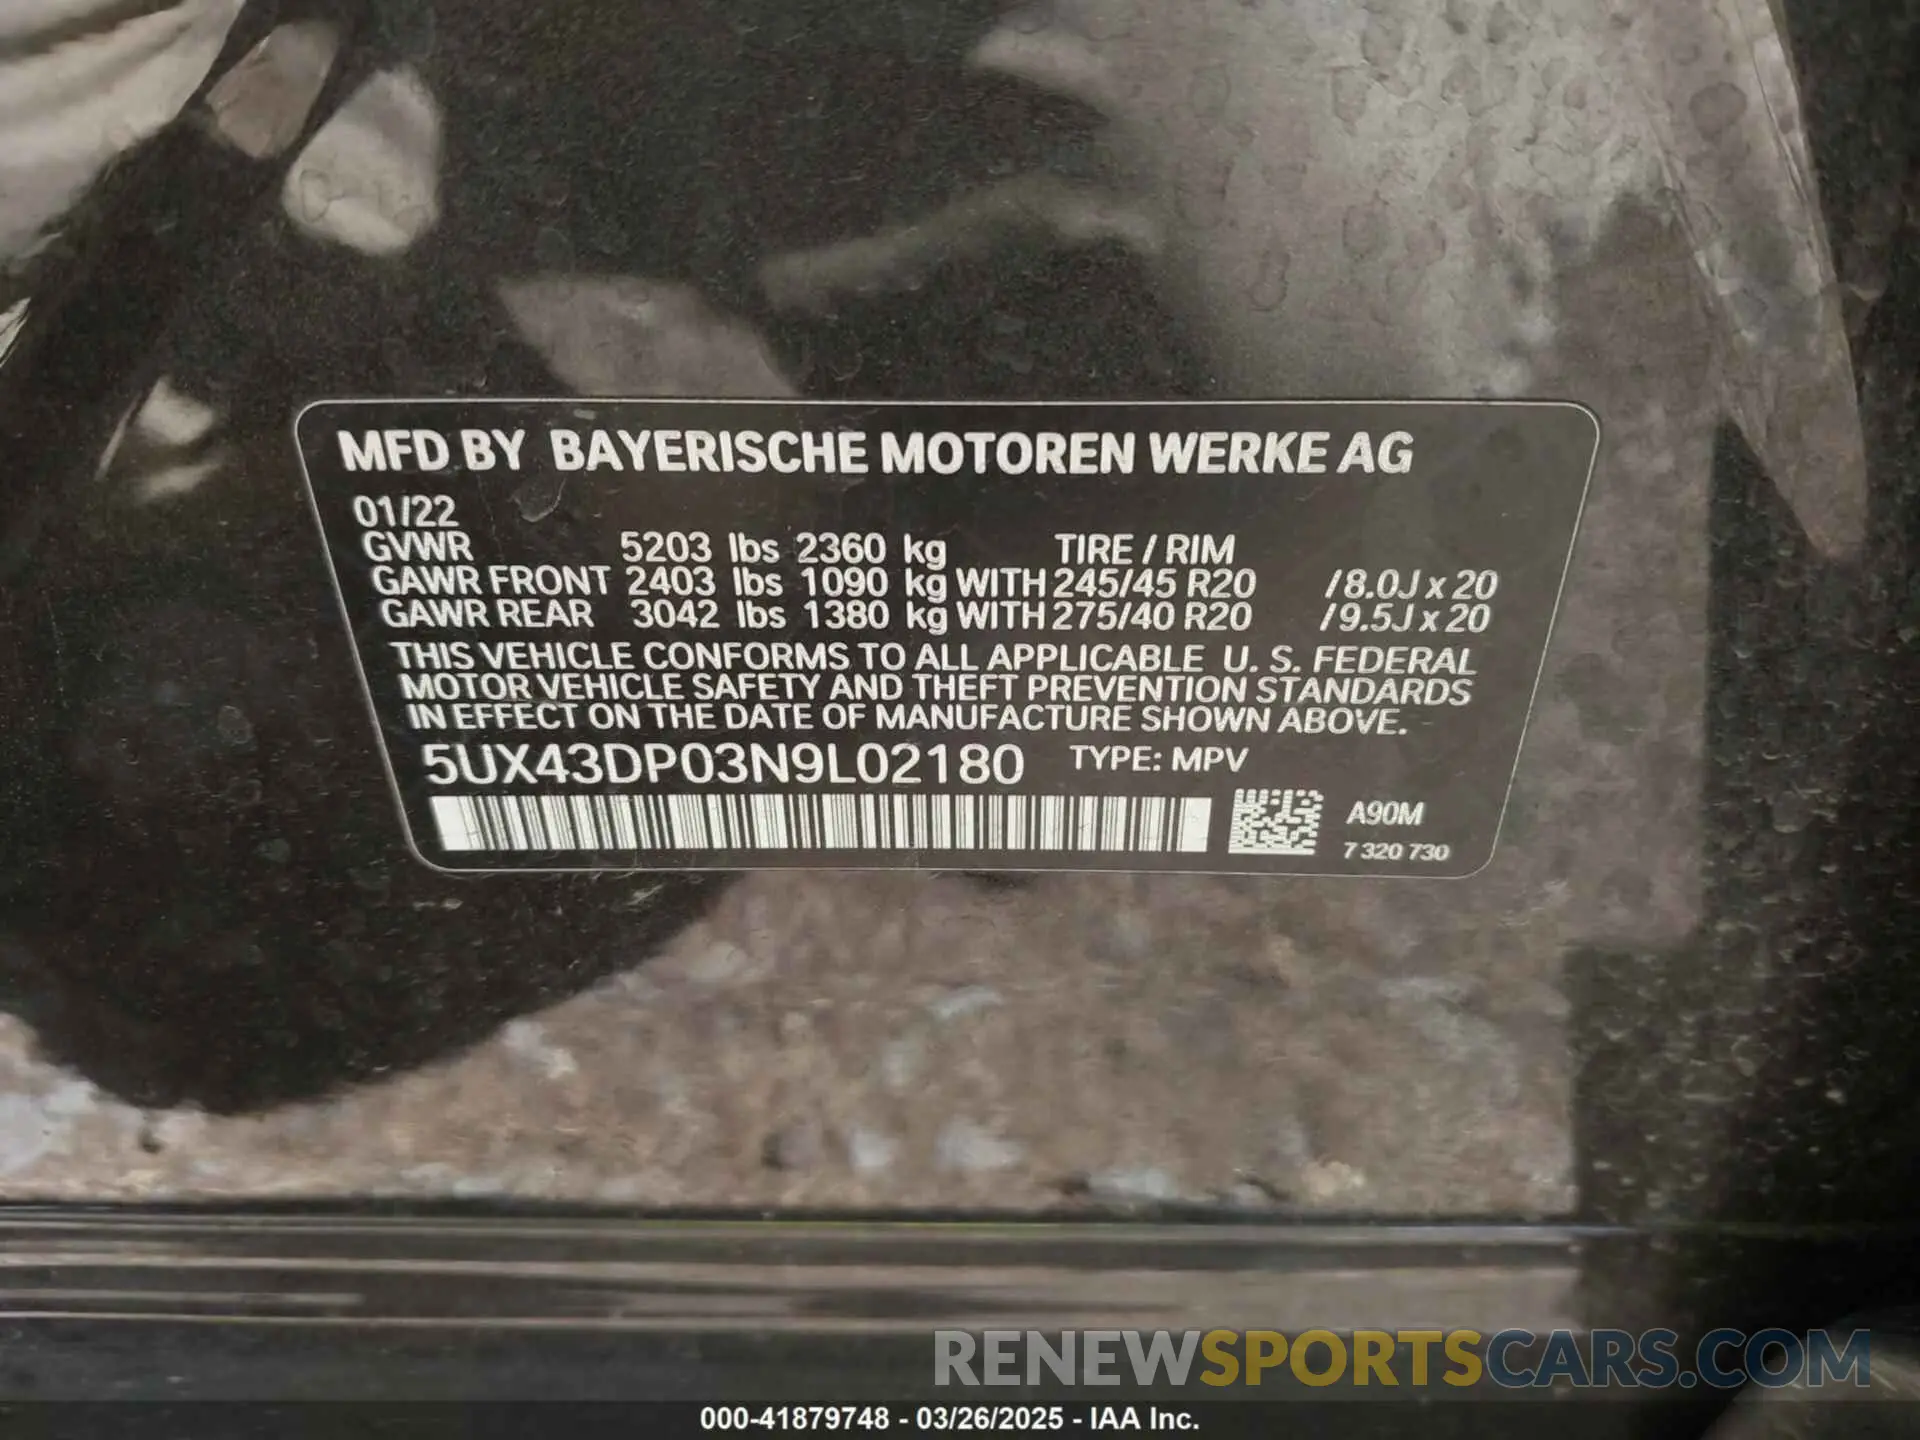 MFD BY BAYERISCHE MOTOREN WERKE AG
01/22
GVWR 5203 lbs 2360 kg TIRE / RIM
GAWR FRONT 2403 lbs 1090 kg WITH 245/45 R20 /8.0J x 20
GAWR REAR 3042 lbs 1380 kg WITH 275/40 R20 /9.5J x 20
THIS VEHICLE CONFORMS TO ALL APPLICABLE U. S. FEDERAL
MOTOR VEHICLE SAFETY AND THEFT PREVENTION STANDARDS
IN EFFECT ON THE DATE OF MANUFACTURE SHOWN ABOVE.
5UX43DP03N9L02180 TYPE: MPV
A90M
7 320 730
RENEWSPORTSCARS.COM
000-41879748 - 03/26/2025 - IAA Inc.